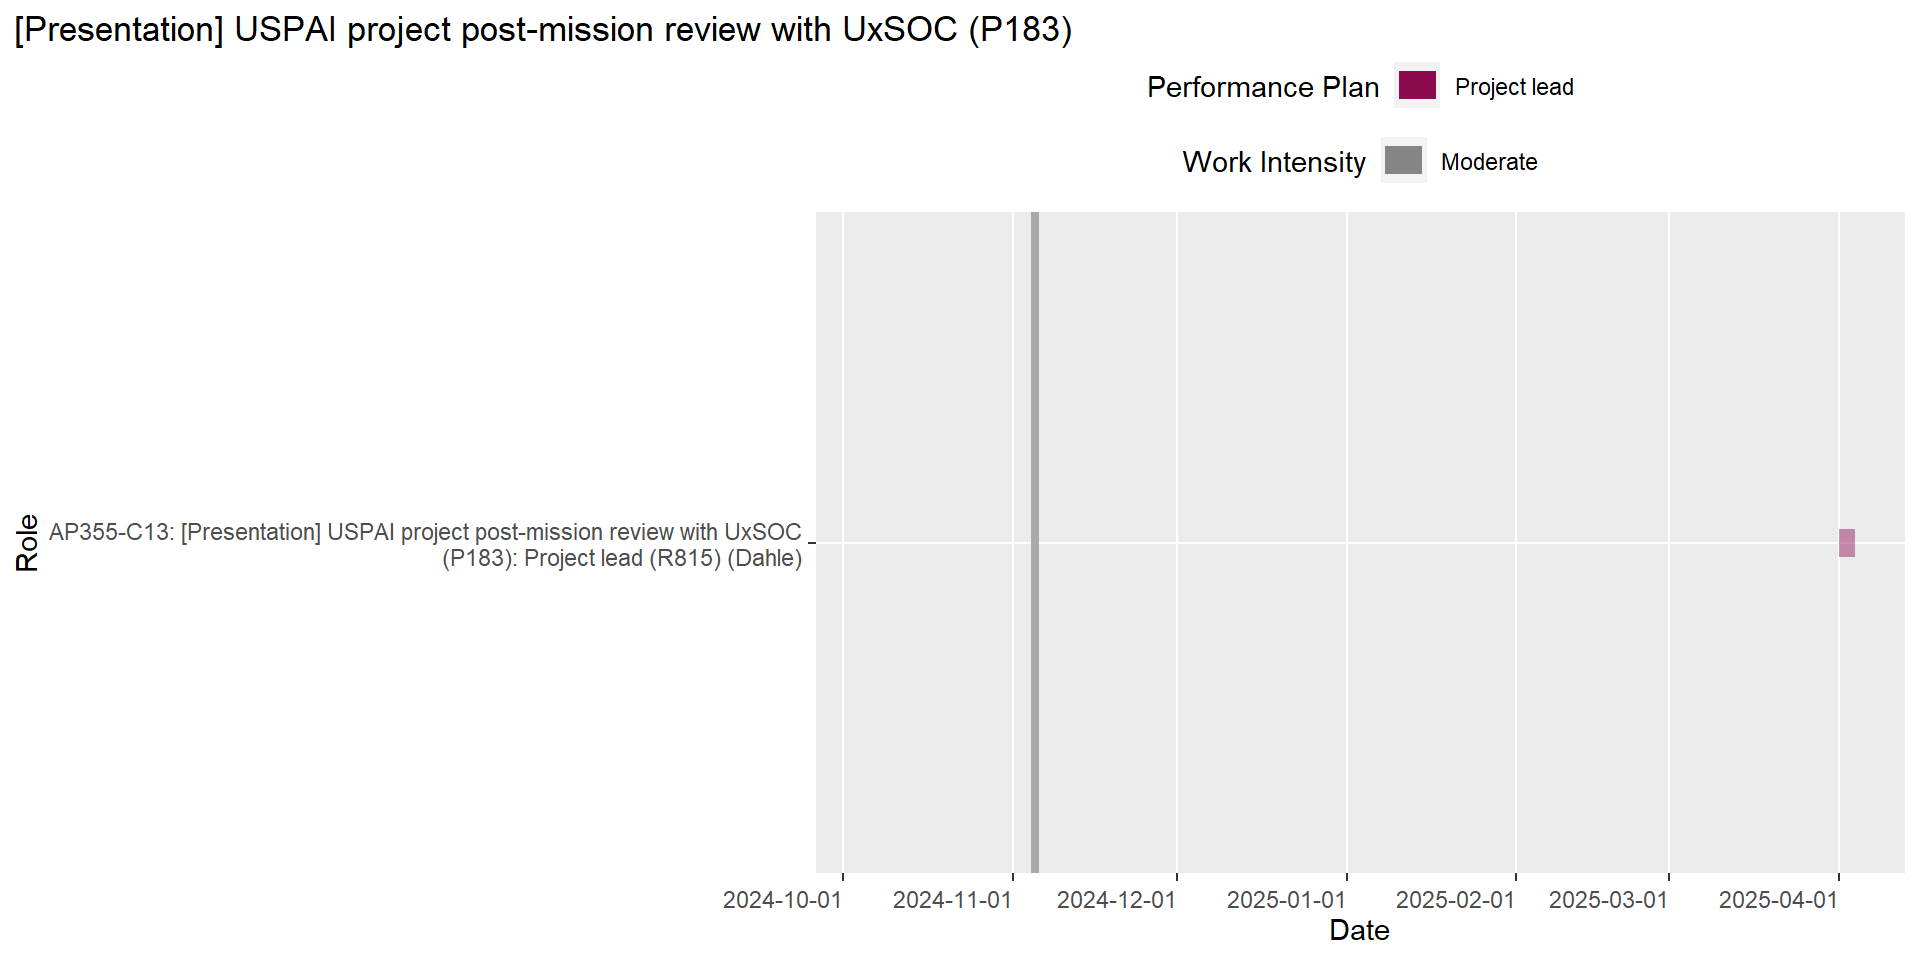 [Presentation] USPAI project post-mission review with UxSOC (P183)
Performance Plan Project lead
Work Intensity Moderate
Role
AP355-C13: [Presentation] USPAI project post-mission review with UxSOC
(P183): Project lead (R815) (Dahle)
2024-10-01 2024-11-01 2024-12-01 2025-01-01 2025-02-01 2025-03-01 2025-04-01
Date